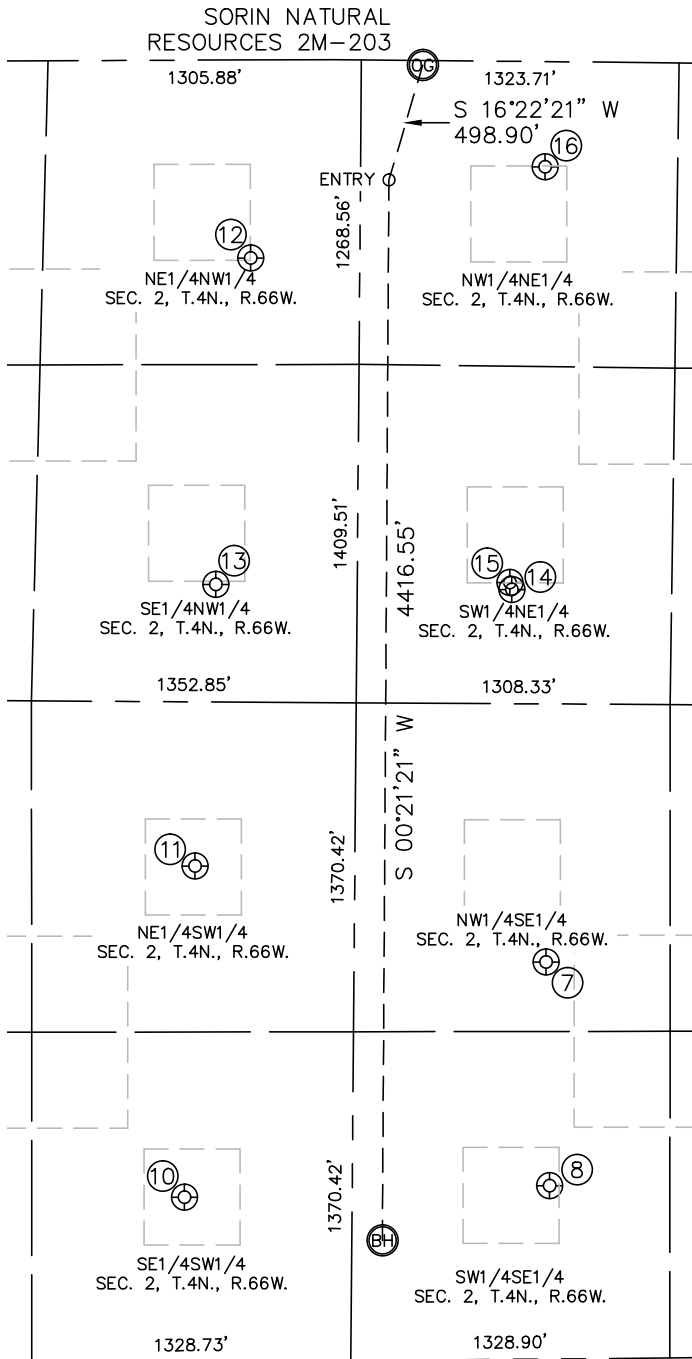 SORIN NATURAL
RESOURCES 2M-203
OG
1305.88'
1323.71'
S 16°22'21" W
498.90'
16
ENTRY
12
1268.56'
NE1/4NW1/4
SEC. 2, T.4N., R.66W.
NW1/4NE1/4
SEC. 2, T.4N., R.66W.
1409.51'
4416.55'
13
15
14
SE1/4NW1/4
SEC. 2, T.4N., R.66W.
SW1/4NE1/4
SEC. 2, T.4N., R.66W.
1352.85'
1308.33'
S 00°21'21" W
11
1370.42'
NE1/4SW1/4
SEC. 2, T.4N., R.66W.
NW1/4SE1/4
SEC. 2, T.4N., R.66W.
7
10
8
1370.42'
BH
SE1/4SW1/4
SEC. 2, T.4N., R.66W.
SW1/4SE1/4
SEC. 2, T.4N., R.66W.
1328.73'
1328.90'